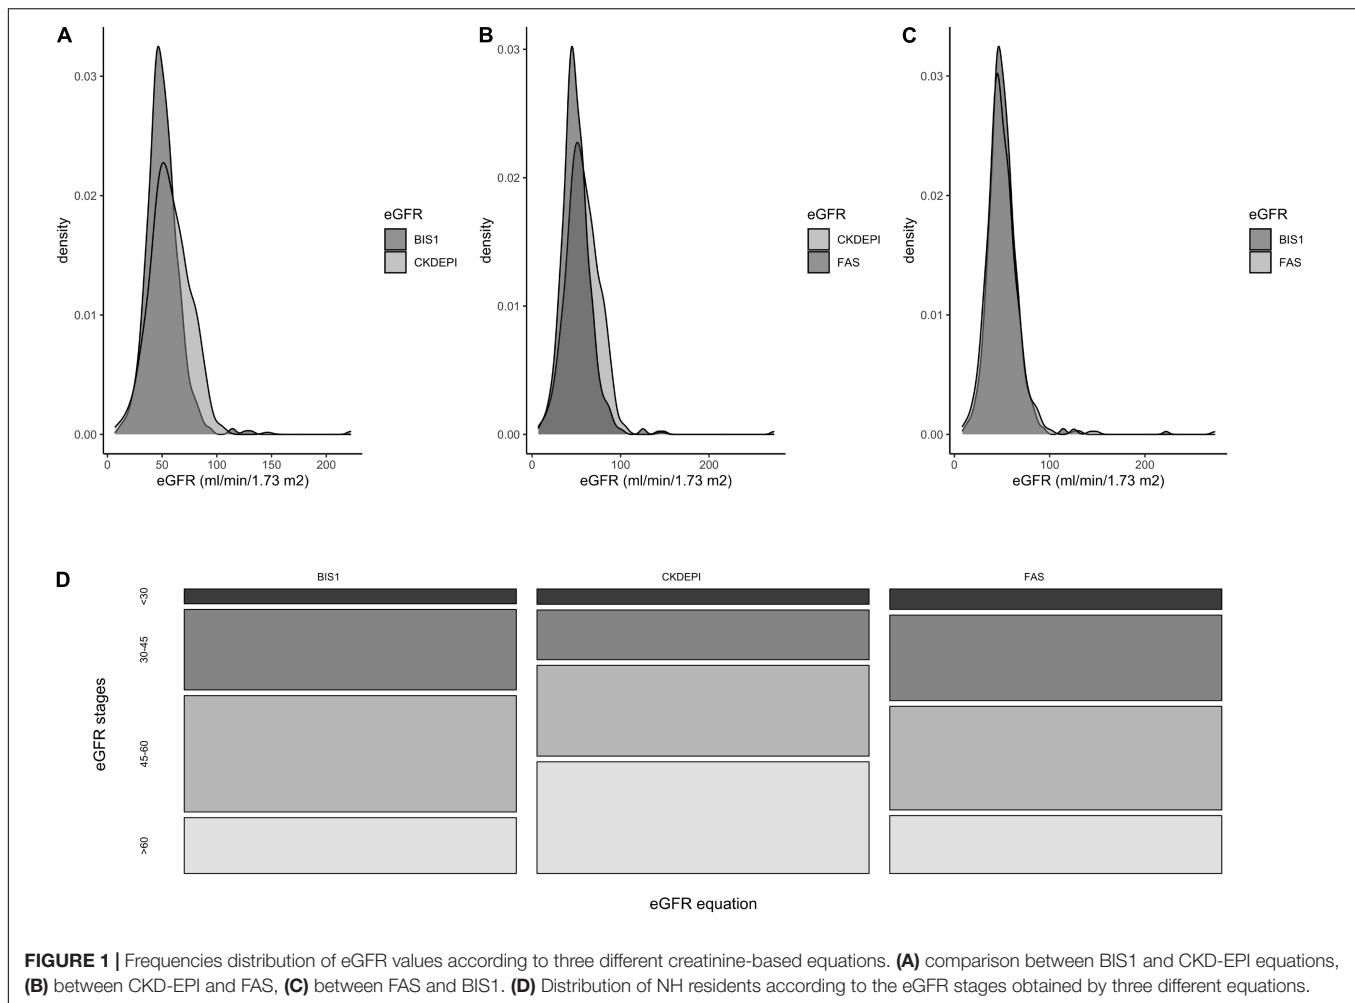 A
density
0.03
0.02
0.01
0.00
0
50
100
150
200
eGFR (ml/min/1.73 m2)
eGFR
BIS1
CKDEPI
B
density
0.03
0.02
0.01
0.00
0
100
200
eGFR (ml/min/1.73 m2)
eGFR
CKDEPI
FAS
C
density
0.03
0.02
0.01
0.00
0
100
200
eGFR (ml/min/1.73 m2)
eGFR
BIS1
FAS
D
BIS1
CKDEPI
FAS
eGFR stages
<30
30-45
45-60
>60
eGFR equation
FIGURE 1 | Frequencies distribution of eGFR values according to three different creatinine-based equations. (A) comparison between BIS1 and CKD-EPI equations,
(B) between CKD-EPI and FAS, (C) between FAS and BIS1. (D) Distribution of NH residents according to the eGFR stages obtained by three different equations.